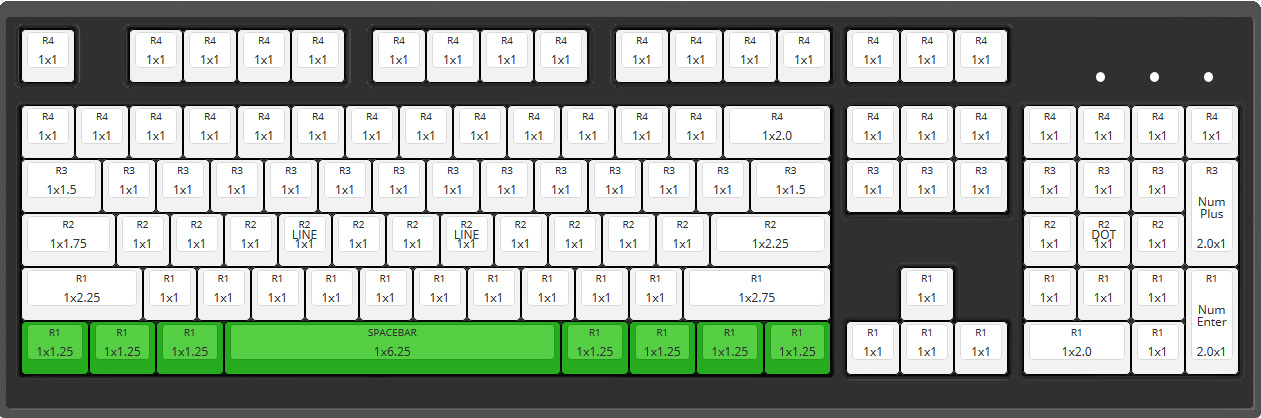 R4 R4 R4 R4 R4 R4 R4 R4 R4 R4 R4 R4 R4 R4 R4 R4
1x1 1x1 1x1 1x1 1x1 1x1 1x1 1x1 1x1 1x1 1x1 1x1 1x1 1x1 1x1 1x1
R4 R4 R4 R4 R4 R4 R4 R4 R4 R4 R4 R4 R4 R4 R4 R4 R4 R4 R4 R4 R4
1x1 1x1 1x1 1x1 1x1 1x1 1x1 1x1 1x1 1x1 1x1 1x1 1x1 1x2.0 1x1 1x1 1x1 1x1 1x1 1x1 1x1
R3 R3 R3 R3 R3 R3 R3 R3 R3 R3 R3 R3 R3 R3 R3 R3 R3 R3 R3 R3 R3
1x1.5 1x1 1x1 1x1 1x1 1x1 1x1 1x1 1x1 1x1 1x1 1x1 1x1 1x1.5 1x1 1x1 1x1 1x1 1x1 1x1
Num
Plus
R2 R2 R2 R2 R2 R2 R2 R2 R2 R2 R2 R2 R2 R2 R2 R2
LINE LINE DOT
1x1.75 1x1 1x1 1x1 1x1 1x1 1x1 1x1 1x1 1x1 1x1 1x1 1x2.25 1x1 1x1 1x1 2.0x1
R1 R1 R1 R1 R1 R1 R1 R1 R1 R1 R1 R1 R1 R1 R1 R1 R1
1x2.25 1x1 1x1 1x1 1x1 1x1 1x1 1x1 1x1 1x1 1x1 1x2.75 1x1 1x1 1x1 1x1
Num
Enter
R1 R1 R1 SPACEBAR R1 R1 R1 R1 R1 R1 R1 R1 R1
1x1.25 1x1.25 1x1.25 1x6.25 1x1.25 1x1.25 1x1.25 1x1.25 1x1 1x1 1x1 1x2.0 1x1 2.0x1